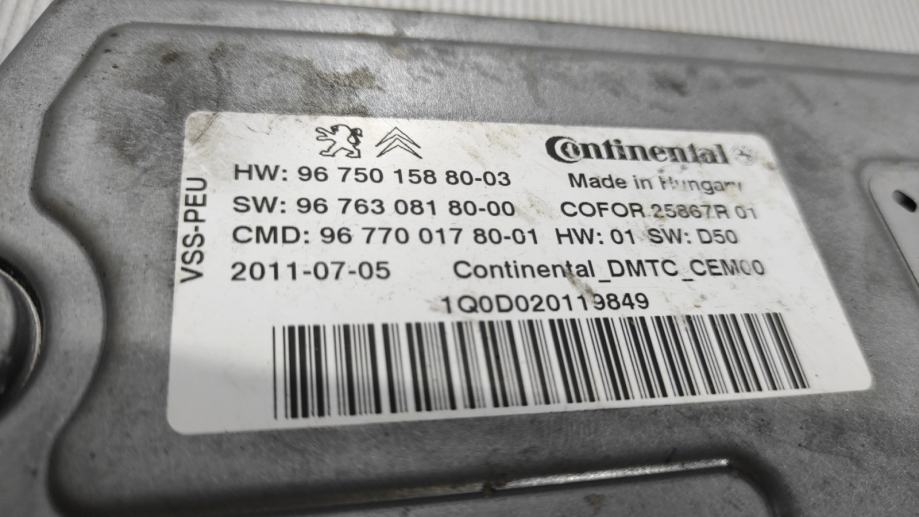 Continental
HW: 96 750 158 80-03 Made in Hungary
SW: 96 763 081 80-00 COFOR 25867R 01
CMD: 96 770 017 80-01 HW: 01 SW: D50
2011-07-05 Continental_DMTC_CEM00
1Q0D020119849
VSS-PEU